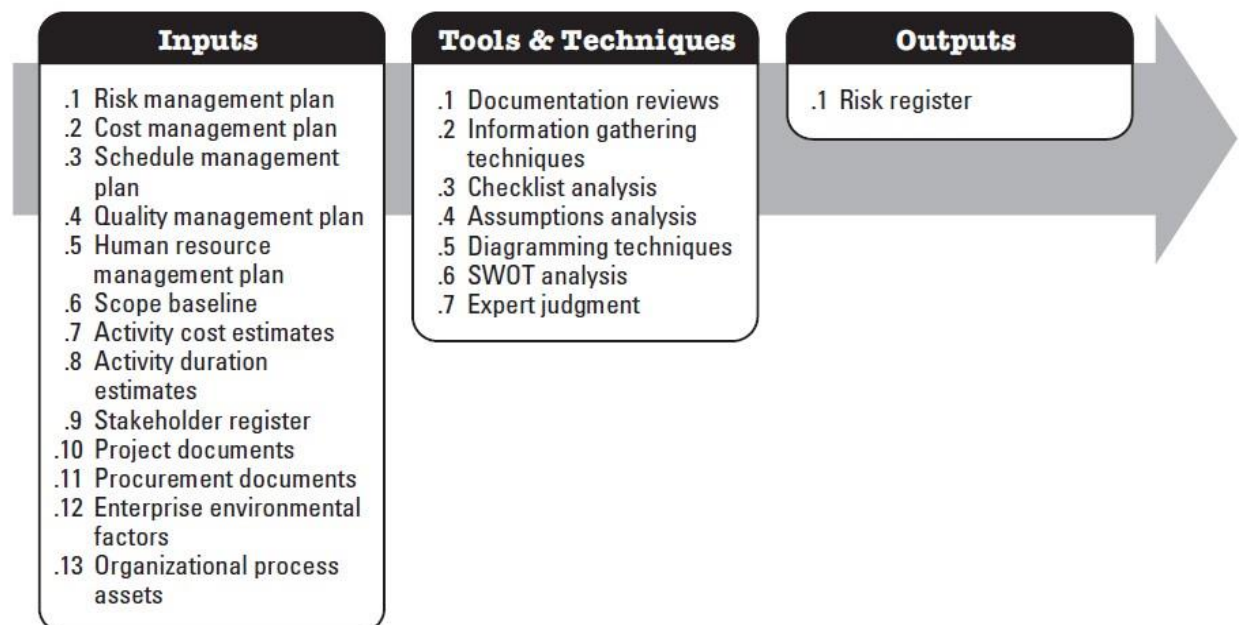 Inputs
.1 Risk management plan
.2 Cost management plan
.3 Schedule management
plan
.4 Quality management plan
.5 Human resource
management plan
.6 Scope baseline
.7 Activity cost estimates
.8 Activity duration
estimates
.9 Stakeholder register
.10 Project documents
.11 Procurement documents
.12 Enterprise environmental
factors
.13 Organizational process
assets
Tools & Techniques
.1 Documentation reviews
.2 Information gathering
techniques
.3 Checklist analysis
.4 Assumptions analysis
.5 Diagramming techniques
.6 SWOT analysis
.7 Expert judgment
Outputs
.1 Risk register